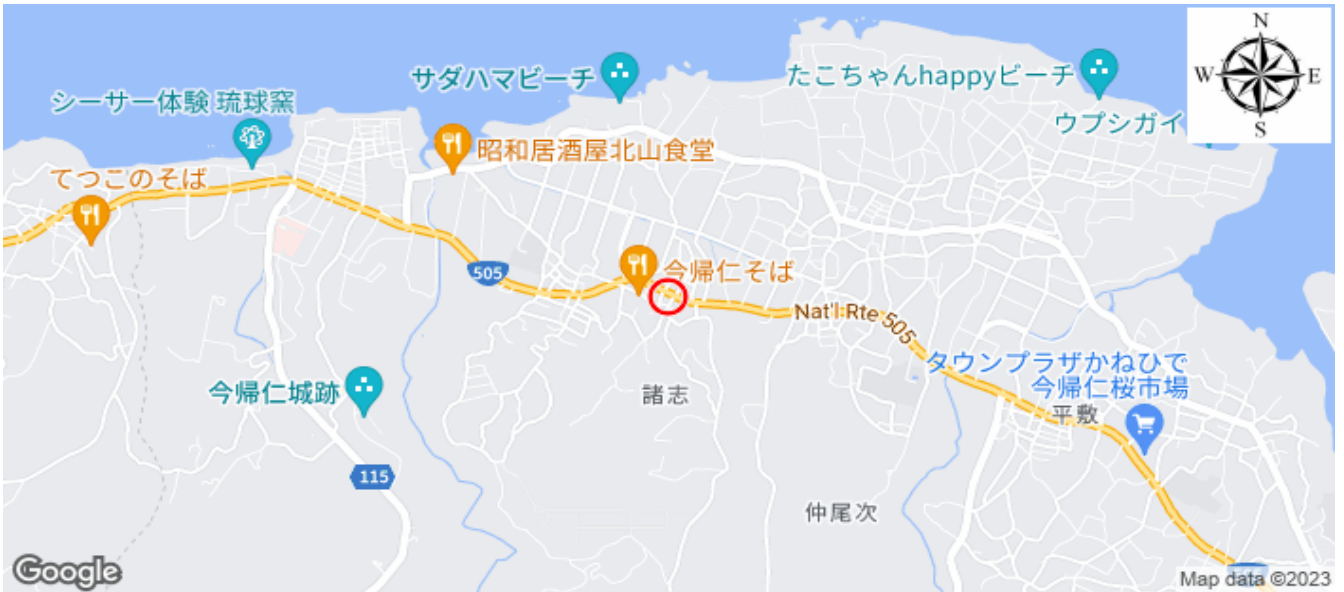 N
W
E
S
サダハマビーチ
たこちゃんhappyビーチ
シーサー体験 琉球窯
ウプシガイ
昭和居酒屋北山食堂
てつこのそば
505
今帰仁そば
Nat'l Rte 505
タウンプラザかねひで
今帰仁桜市場
今帰仁城跡
諸志
平敷
115
仲尾次
Google
Map data ©2023